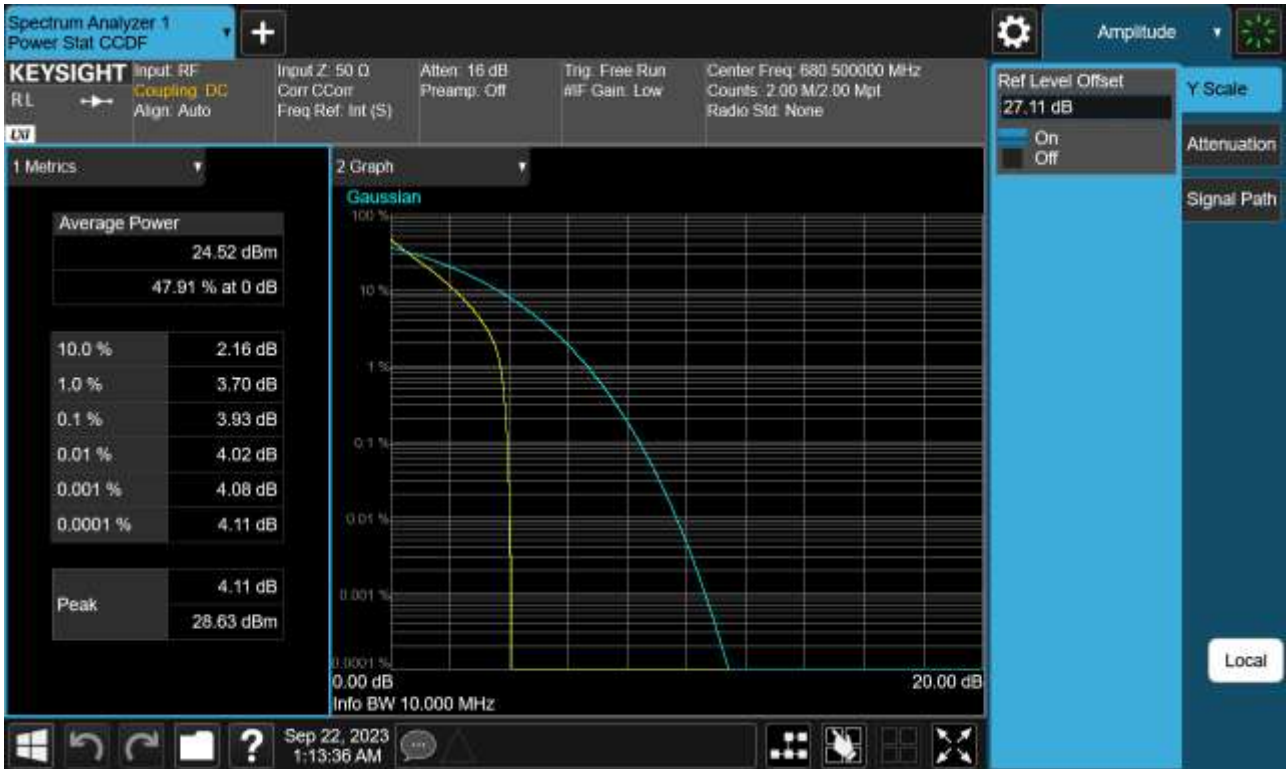 Spectrum Analyzer 1
Power Stat CCDF
+
Amplitude
KEYSIGHT
RL
LXI
Input: RF
Coupling: DC
Align: Auto
Input Z: 50 Ω
Corr CCorr
Freq Ref: Int (S)
Atten: 16 dB
Preamp: Off
Trig: Free Run
#IF Gain: Low
Center Freq: 680.500000 MHz
Counts: 2.00 M/2.00 Mpt
Radio Std: None
Ref Level Offset
27.11 dB
On
Off
Y Scale
Attenuation
Signal Path
Local
1 Metrics
Average Power
24.52 dBm
47.91 % at 0 dB
10.0 % 2.16 dB
1.0 % 3.70 dB
0.1 % 3.93 dB
0.01 % 4.02 dB
0.001 % 4.08 dB
0.0001 % 4.11 dB
Peak 4.11 dB
28.63 dBm
2 Graph
Gaussian
100 %
10 %
1 %
0.1 %
0.01 %
0.001 %
0.0001 %
0.00 dB 20.00 dB
Info BW 10.000 MHz
?
Sep 22, 2023
1:13:36 AM